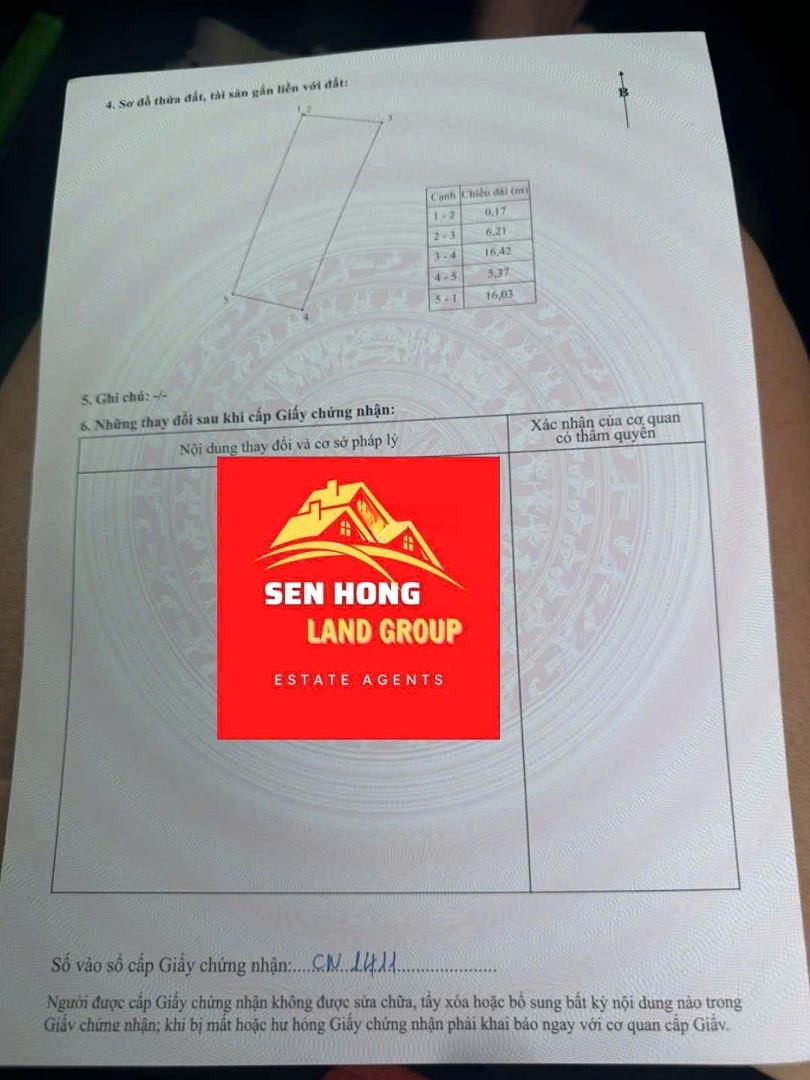 4. Sơ đồ thửa đất, tài sản gắn liền với đất:
B
1 2
3
5
4
Cạnh Chiều dài (m)
1 - 2 0,17
2 - 3 6,21
3 - 4 16,42
4 - 5 5,37
5 - 1 16,03
5. Ghi chú: -/-
6. Những thay đổi sau khi cấp Giấy chứng nhận:
Nội dung thay đổi và cơ sở pháp lý
Xác nhận của cơ quan
có thẩm quyền
SEN HONG
LAND GROUP
ESTATE AGENTS
Số vào sổ cấp Giấy chứng nhận:....CN 1411....................
Người được cấp Giấy chứng nhận không được sửa chữa, tẩy xóa hoặc bổ sung bất kỳ nội dung nào trong
Giấy chứng nhận; khi bị mất hoặc hư hỏng Giấy chứng nhận phải khai báo ngay với cơ quan cấp Giấy.